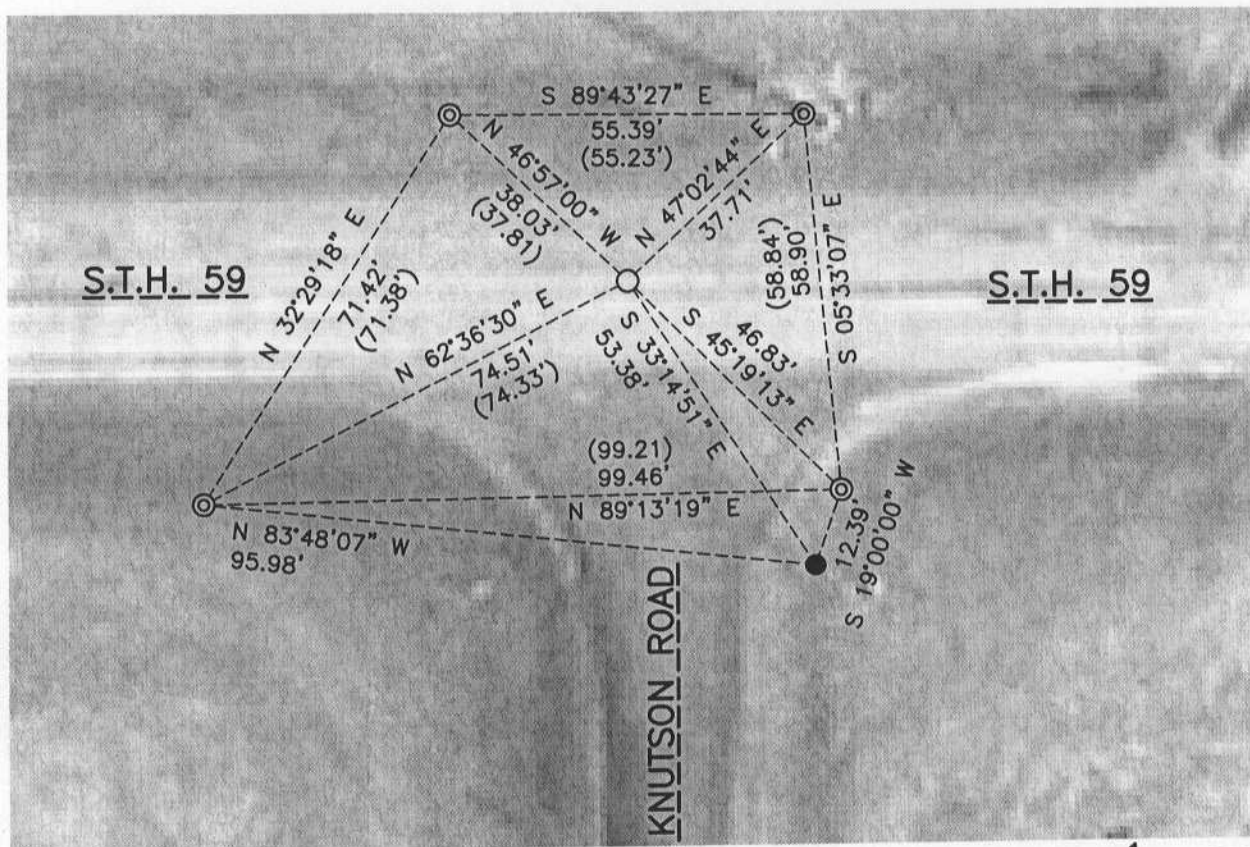 S 89°43'27" E
55.39'
(55.23')
N 46°57'00" W
38.03'
(37.81)
N 47°02'44" E
37.71'
(58.84')
58.90'
S 05°33'07" E
S.T.H. 59
S.T.H. 59
N 32°29'18" E
71.42'
(71.38')
N 62°36'30" E
74.51'
(74.33')
S 33°14'51" E
53.38'
46.83'
S 45°19'13" E
(99.21)
99.46'
N 89°13'19" E
N 83°48'07" W
95.98'
12.39'
S 19°00'00" W
KNUTSON ROAD